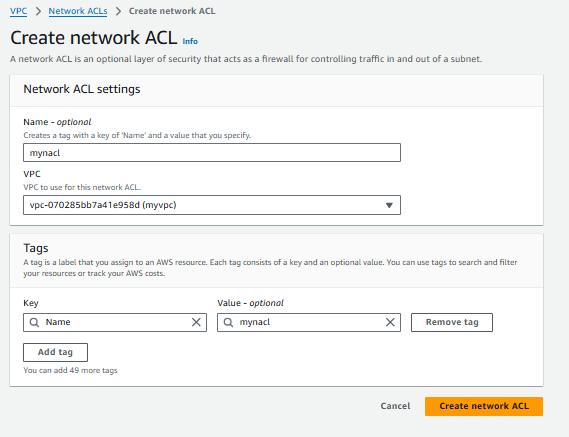 VPC > Network ACLs > Create network ACL
Create network ACL Info
A network ACL is an optional layer of security that acts as a firewall for controlling traffic in and out of a subnet.
Network ACL settings
Name - optional
Creates a tag with a key of 'Name' and a value that you specify.
mynacl
VPC
VPC to use for this network ACL.
vpc-070285bb7a41e958d (myvpc)
Tags
A tag is a label that you assign to an AWS resource. Each tag consists of a key and an optional value. You can use tags to search and filter
your resources or track your AWS costs.
Key Value - optional
Name mynacl Remove tag
Add tag
You can add 49 more tags
Cancel Create network ACL